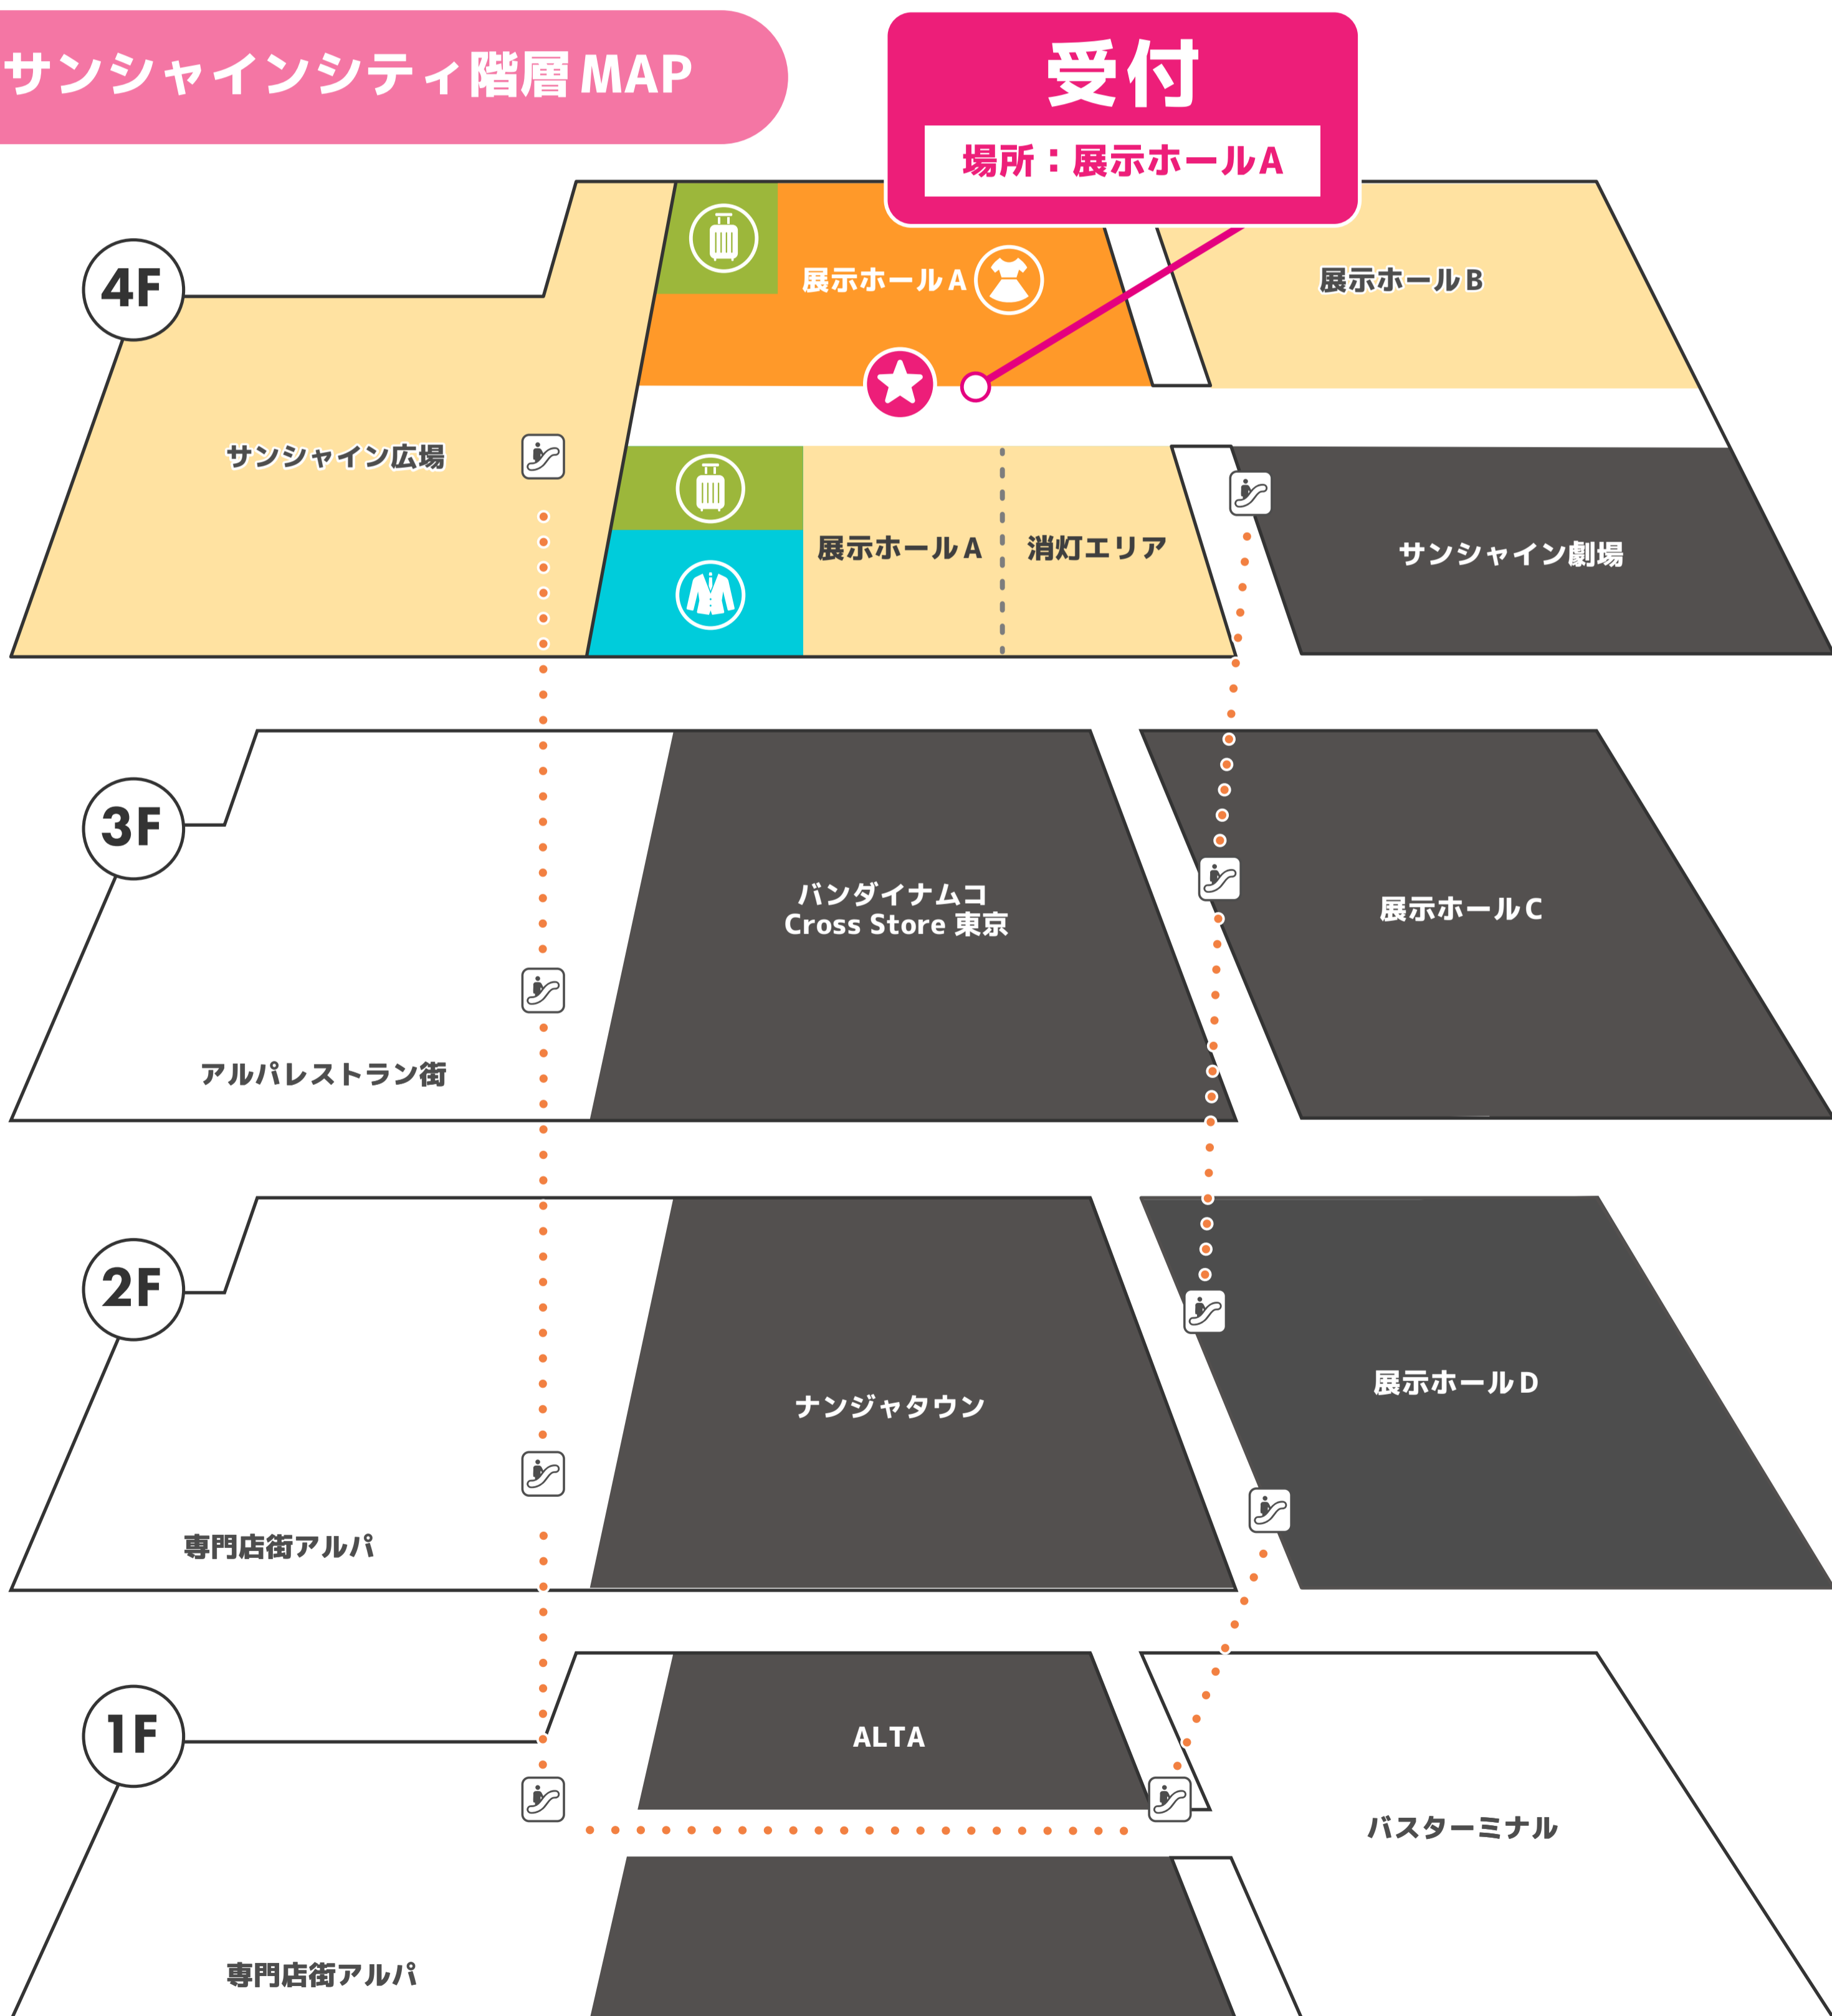 サンシャインシティ階層MAP
受付
場所：展示ホールA
4F
展示ホールA
展示ホールB
サンシャイン広場
展示ホールA
消灯エリア
サンシャイン劇場
3F
バンダイナムコ
Cross Store 東京
展示ホールC
アルパレストラン街
2F
ナンジャタウン
展示ホールD
専門店街アルパ
1F
ALTA
バスターミナル
専門店街アルパ